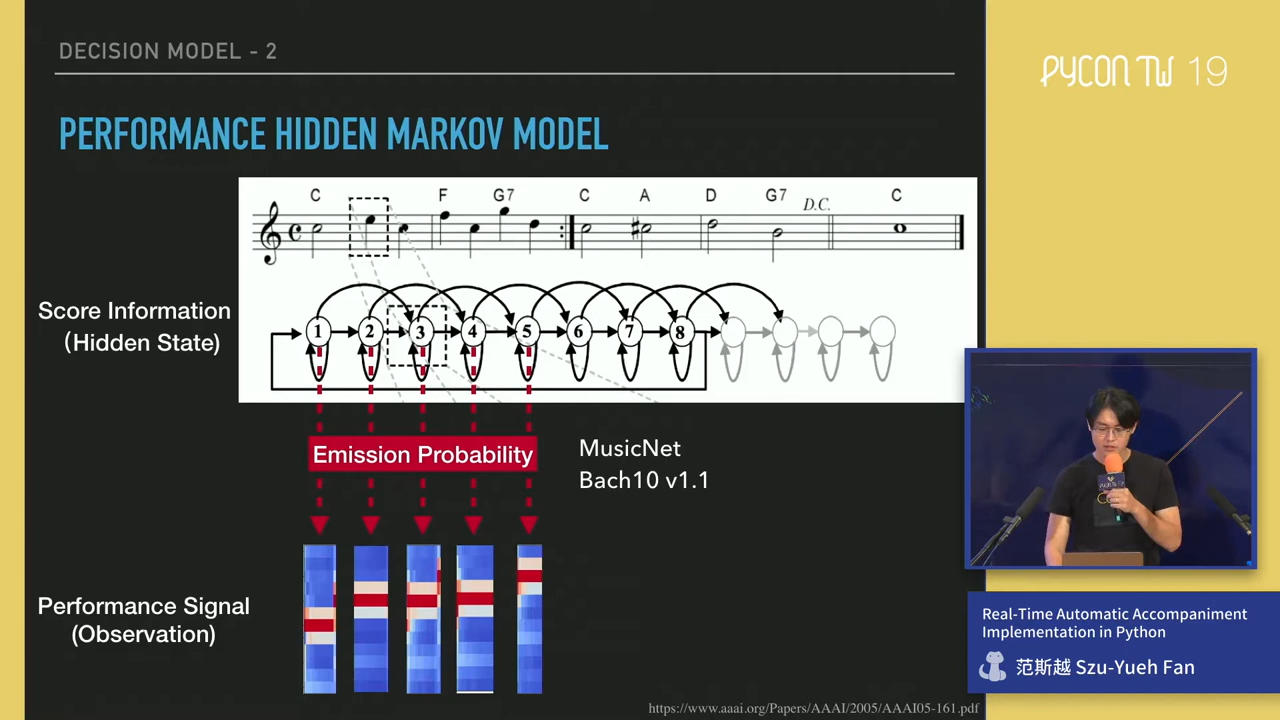 DECISION MODEL - 2
PYCON TW 19
PERFORMANCE HIDDEN MARKOV MODEL
C F G7 C A D G7 D.C. C
Score Information
(Hidden State)
1 2 3 4 5 6 7 8
Emission Probability
MusicNet
Bach10 v1.1
Performance Signal
(Observation)
Real-Time Automatic Accompaniment
Implementation in Python
范斯越 Szu-Yueh Fan
https://www.aaai.org/Papers/AAAI/2005/AAAI05-161.pdf